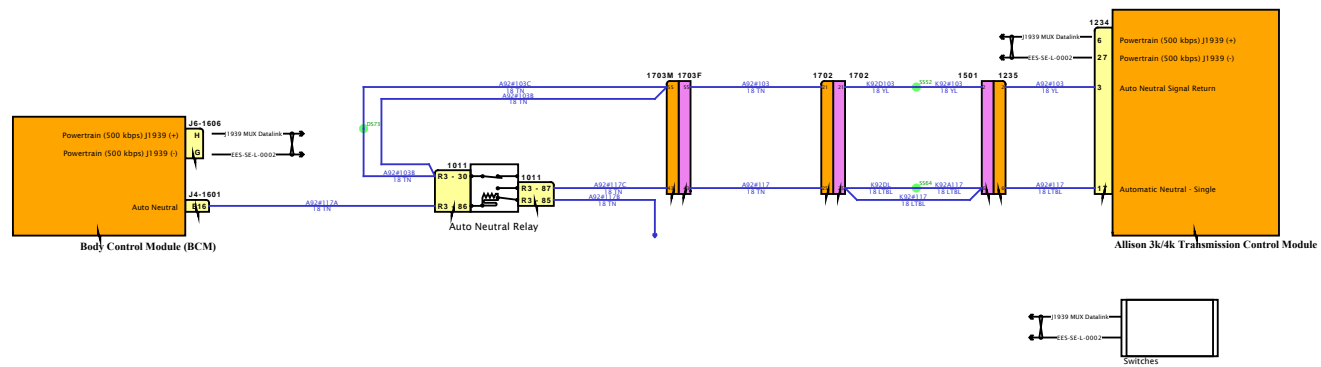 1234
J1939 MUX Datalink
6
Powertrain (500 kbps) J1939 (+)
EES-SE-L-0002
27
Powertrain (500 kbps) J1939 (-)
1703M 1703F
1702
1702
1501
1235
A92#103C
18 TN
A92#103B
18 TN
A92#103
18 TN
21
K92D103
18 YL
S552
K92#103
18 YL
A92#103
18 YL
3
Auto Neutral Signal Return
J6-1606
Powertrain (500 kbps) J1939 (+)
H
J1939 MUX Datalink
Powertrain (500 kbps) J1939 (-)
G
EES-SE-L-0002
1011
A92#103B
18 TN
R3 - 30
1011
R3 - 87
A92#117C
18 TN
A92#117
18 TN
K92DL
18 LTBL
S564
K92A117
18 LTBL
A92#117
18 LTBL
Automatic Neutral - Single
J4-1601
Auto Neutral
B16
A92#117A
18 TN
R3 - 86
R3 - 85
A92#117B
18 TN
K92#117
18 LTBL
Auto Neutral Relay
Body Control Module (BCM)
Allison 3k/4k Transmission Control Module
J1939 MUX Datalink
EES-SE-L-0002
Switches